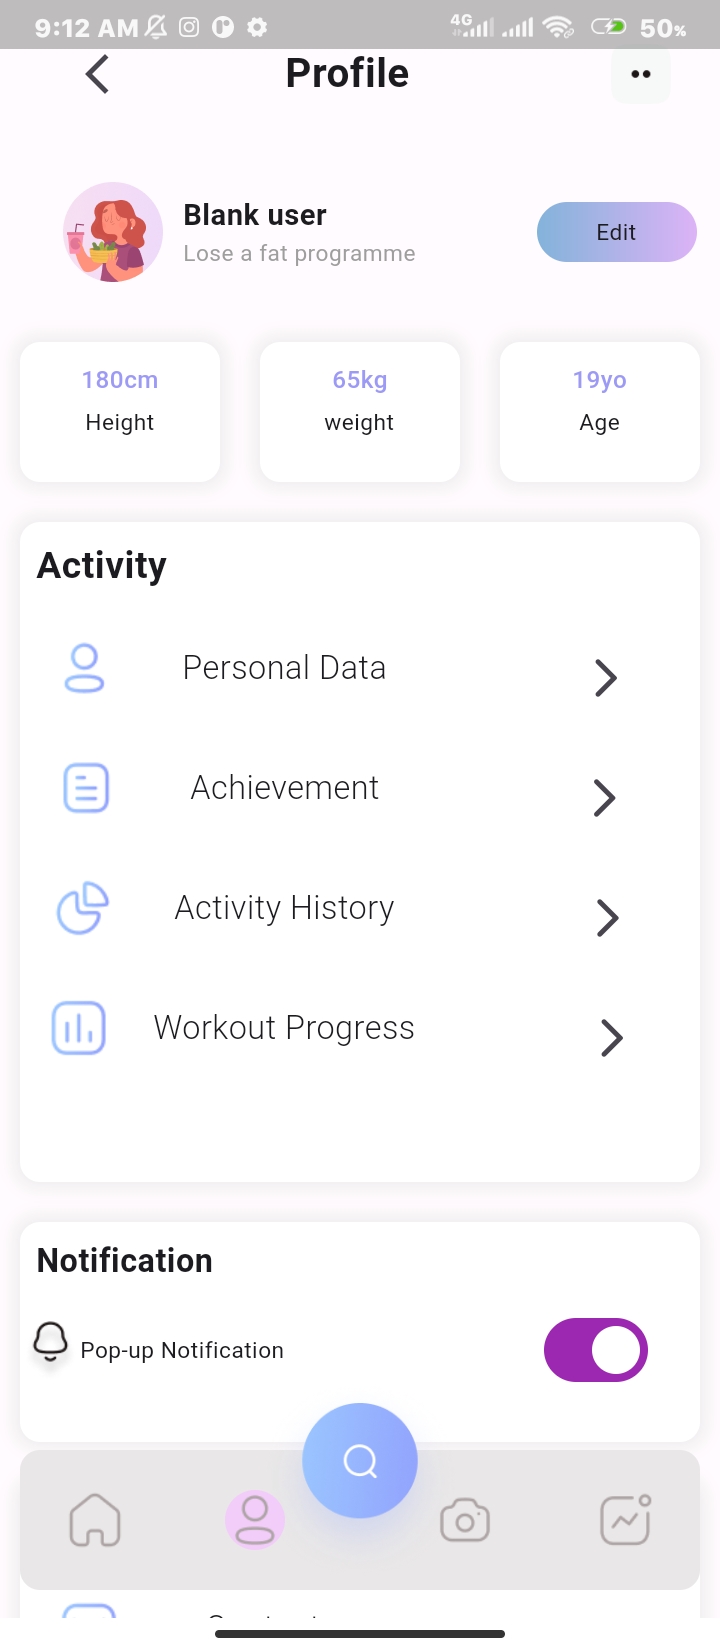 9:12 AM 4G 50%
Profile
Blank user
Lose a fat programme
Edit
180cm 65kg 19yo
Height weight Age
Activity
Personal Data
Achievement
Activity History
Workout Progress
Notification
Pop-up Notification